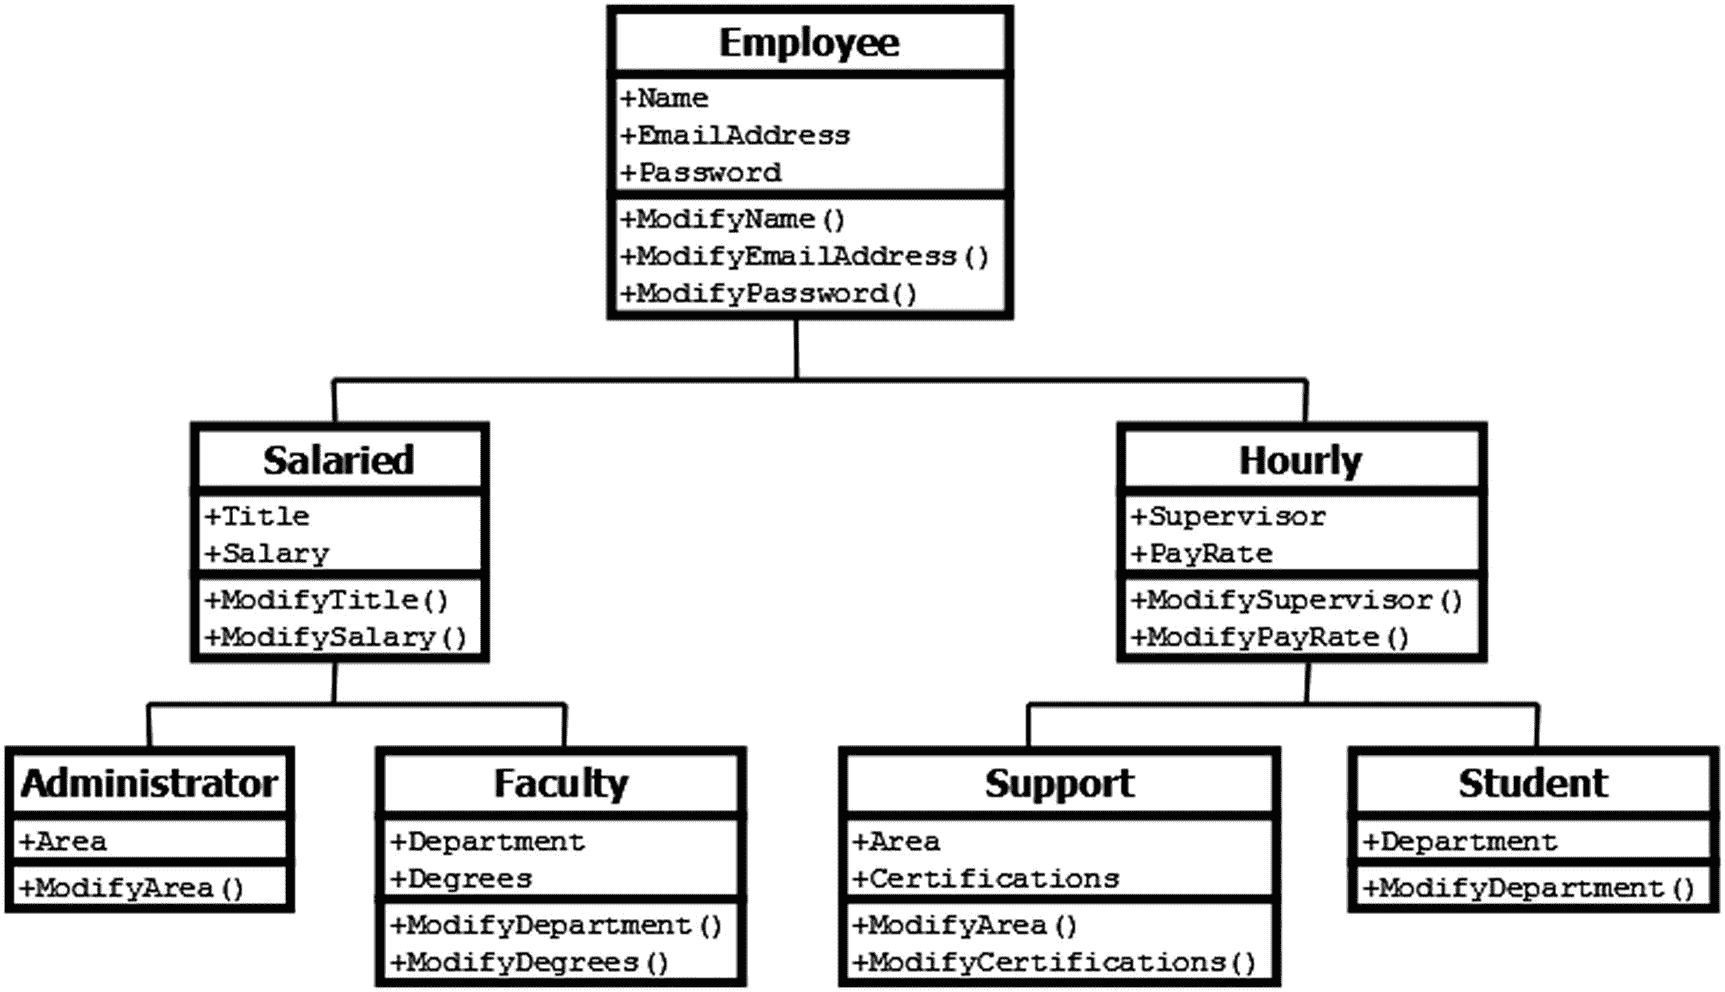 Employee
+Name
+EmailAddress
+Password
+ModifyName()
+ModifyEmailAddress()
+ModifyPassword()
Salaried
+Title
+Salary
+ModifyTitle()
+ModifySalary()
Hourly
+Supervisor
+PayRate
+ModifySupervisor()
+ModifyPayRate()
Administrator
+Area
+ModifyArea()
Faculty
+Department
+Degrees
+ModifyDepartment()
+ModifyDegrees()
Support
+Area
+Certifications
+ModifyArea()
+ModifyCertifications()
Student
+Department
+ModifyDepartment()